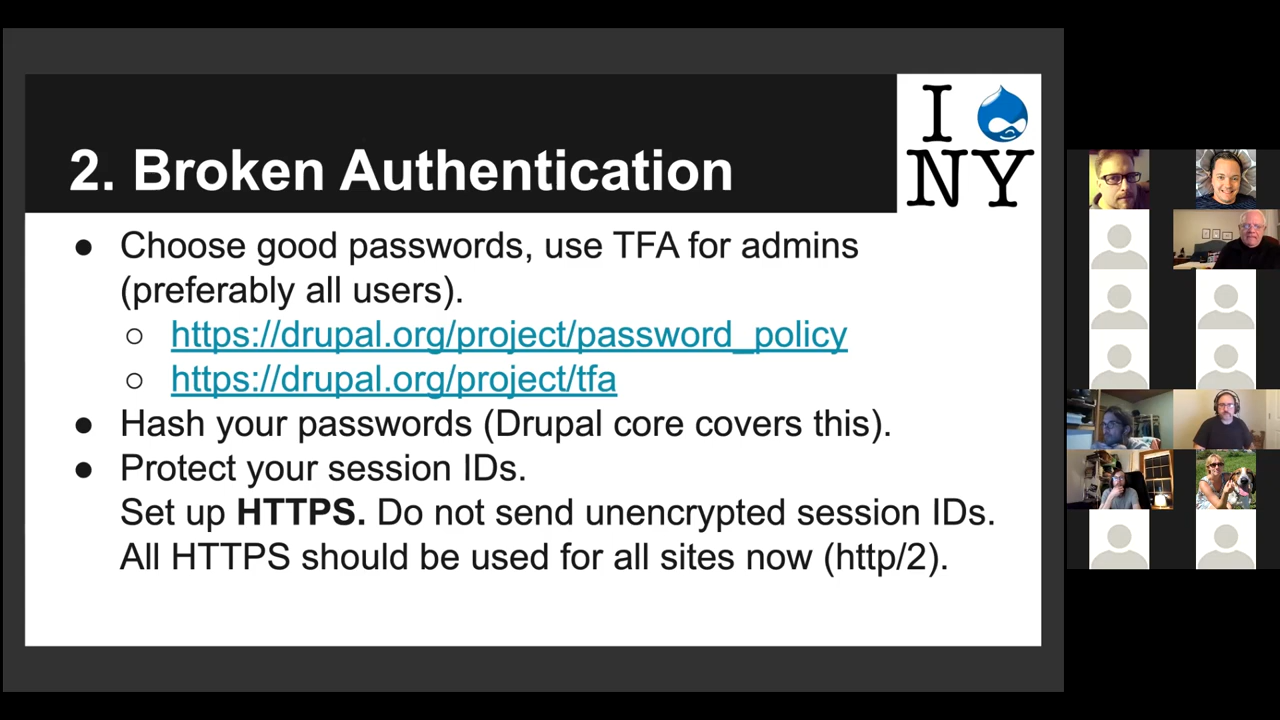 I
NY
2. Broken Authentication
● Choose good passwords, use TFA for admins
(preferably all users).
○ https://drupal.org/project/password_policy
○ https://drupal.org/project/tfa
● Hash your passwords (Drupal core covers this).
● Protect your session IDs.
Set up HTTPS. Do not send unencrypted session IDs.
All HTTPS should be used for all sites now (http/2).